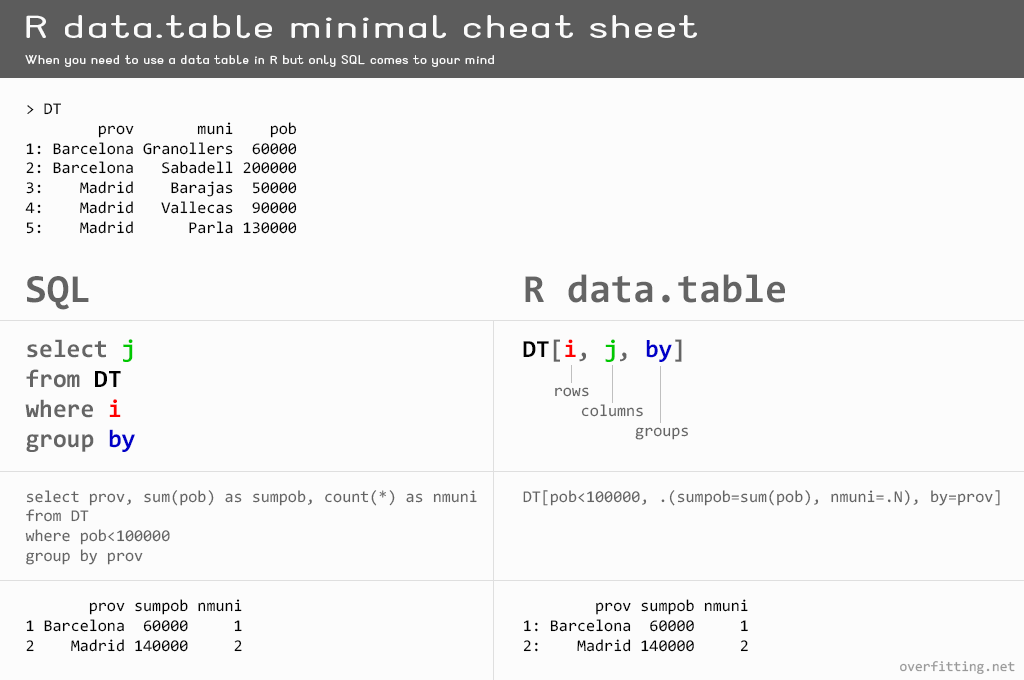 R data.table minimal cheat sheet
When you need to use a data table in R but only SQL comes to your mind
> DT
prov muni pob
1: Barcelona Granollers 60000
2: Barcelona Sabadell 200000
3: Madrid Barajas 50000
4: Madrid Vallecas 90000
5: Madrid Parla 130000
SQL
R data.table
select j
from DT
where i
group by
DT[i, j, by]
rows
columns
groups
select prov, sum(pob) as sumpob, count(*) as nmuni
from DT
where pob<100000
group by prov
DT[pob<100000, .(sumpob=sum(pob), nmuni=.N), by=prov]
prov sumpob nmuni
1 Barcelona 60000 1
2 Madrid 140000 2
prov sumpob nmuni
1: Barcelona 60000 1
2: Madrid 140000 2
overfitting.net